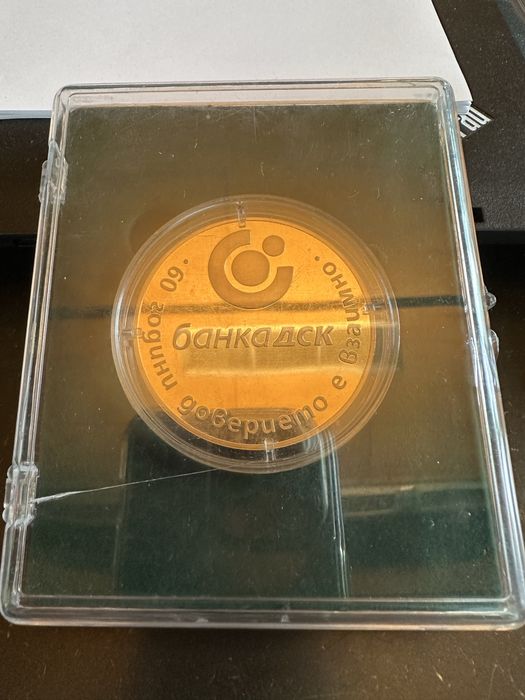 банка дск
60 години доверието е взаимно